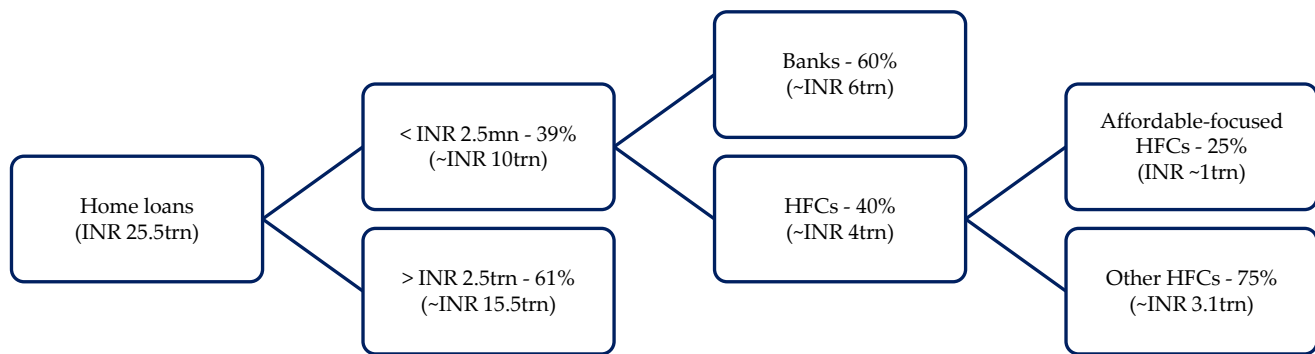 Home loans
(INR 25.5trn)
< INR 2.5mn - 39%
(~INR 10trn)
> INR 2.5trn - 61%
(~INR 15.5trn)
Banks - 60%
(~INR 6trn)
HFCs - 40%
(~INR 4trn)
Affordable-focused
HFCs - 25%
(INR ~1trn)
Other HFCs - 75%
(~INR 3.1trn)